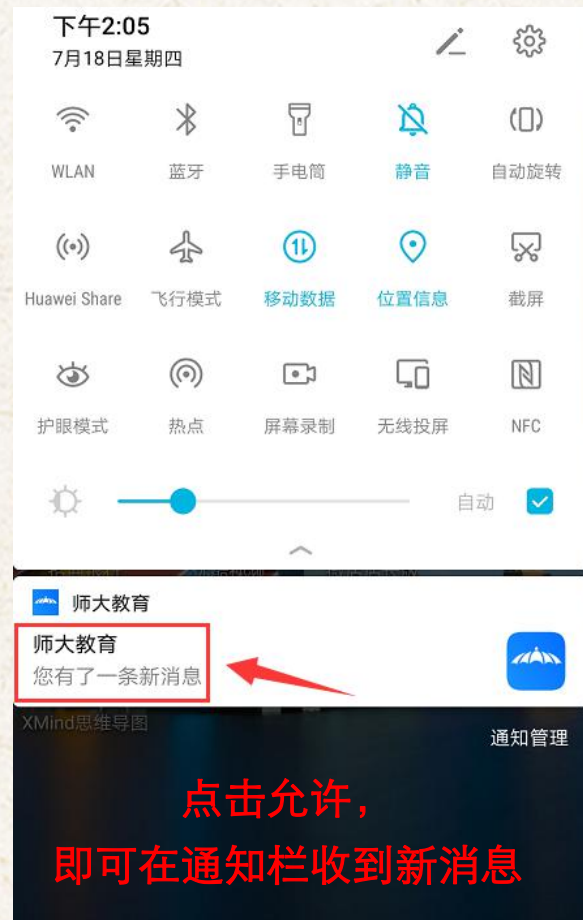 下午2:05
7月18日星期四
WLAN
蓝牙
手电筒
静音
自动旋转
Huawei Share
飞行模式
移动数据
位置信息
截屏
护眼模式
热点
屏幕录制
无线投屏
NFC
自动
师大教育
师大教育
您有了一条新消息
XMind思维导图
通知管理
点击允许，
即可在通知栏收到新消息